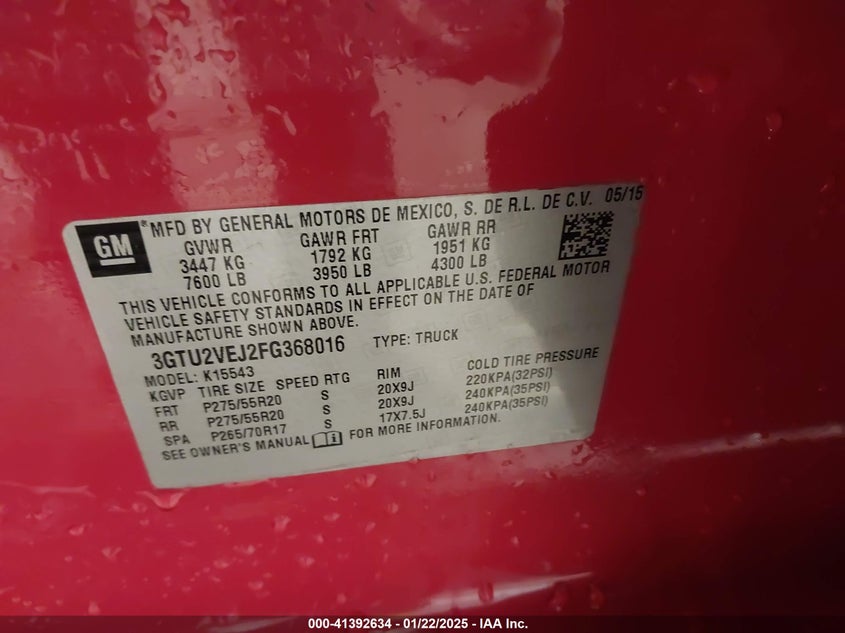 GM
*MFD BY GENERAL MOTORS DE MEXICO, S. DE R.L. DE C.V. 05/15
GVWR GAWR FRT GAWR RR
3447 KG 1792 KG 1951 KG
7600 LB 3950 LB 4300 LB
THIS VEHICLE CONFORMS TO ALL APPLICABLE U.S. FEDERAL MOTOR
VEHICLE SAFETY STANDARDS IN EFFECT ON THE DATE OF
MANUFACTURE SHOWN ABOVE.
3GTU2VEJ2FG368016 TYPE: TRUCK
MODEL: K15543
KGVP TIRE SIZE SPEED RTG RIM COLD TIRE PRESSURE
FRT P275/55R20 S 20X9J 220KPA(32PSI)
RR P275/55R20 S 20X9J 240KPA(35PSI)
SPA P265/70R17 S 17X7.5J 240KPA(35PSI)
SEE OWNER'S MANUAL FOR MORE INFORMATION.
000-41392634 - 01/22/2025 - IAA Inc.